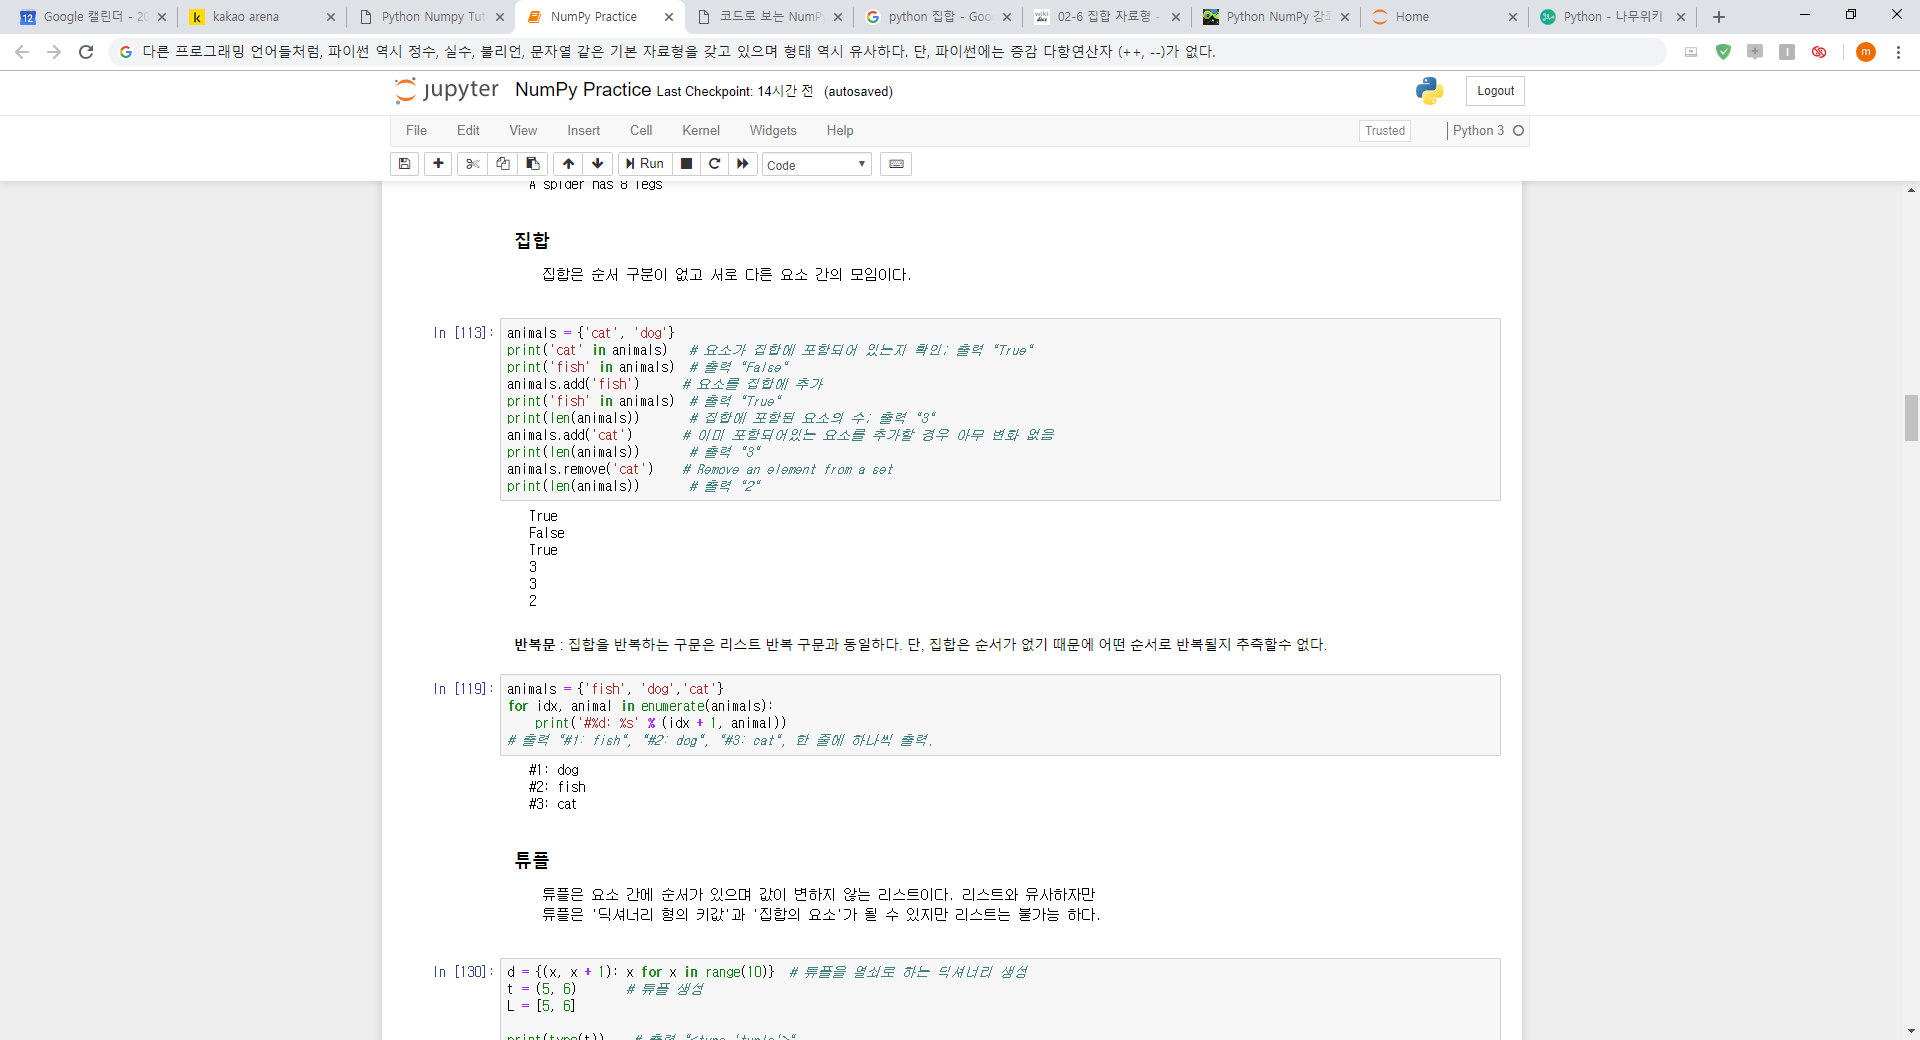 Google 캘린더 - 20
kakao arena
Python Numpy Tut
NumPy Practice
코드로 보는 NumP
python 집합 - Goo
02-6 집합 자료형 -
Python NumPy 강
Home
Python - 나무위키
다른 프로그래밍 언어들처럼, 파이썬 역시 정수, 실수, 불리언, 문자열 같은 기본 자료형을 갖고 있으며 형태 역시 유사하다. 단, 파이썬에는 증감 다항연산자 (++, --)가 없다.
m
jupyter NumPy Practice Last Checkpoint: 14시간 전 (autosaved)
Logout
File Edit View Insert Cell Kernel Widgets Help
Trusted Python 3
Run Code
A spider has 8 legs
집합
집합은 순서 구분이 없고 서로 다른 요소 간의 모임이다.
In [113]:
animals = {'cat', 'dog'}
print('cat' in animals)   # 요소가 집합에 포함되어 있는지 확인; 출력 "True"
print('fish' in animals)  # 출력 "False"
animals.add('fish')      # 요소를 집합에 추가
print('fish' in animals)  # 출력 "True"
print(len(animals))       # 집합에 포함된 요소의 수; 출력 "3"
animals.add('cat')       # 이미 포함되어있는 요소를 추가할 경우 아무 변화 없음
print(len(animals))       # 출력 "3"
animals.remove('cat')    # Remove an element from a set
print(len(animals))       # 출력 "2"
True
False
True
3
3
2
반복문 : 집합을 반복하는 구문은 리스트 반복 구문과 동일하다. 단, 집합은 순서가 없기 때문에 어떤 순서로 반복될지 추측할수 없다.
In [119]:
animals = {'fish', 'dog','cat'}
for idx, animal in enumerate(animals):
    print('#%d: %s' % (idx + 1, animal))
# 출력 "#1: fish", "#2: dog", "#3: cat", 한 줄에 하나씩 출력.
#1: dog
#2: fish
#3: cat
튜플
튜플은 요소 간에 순서가 있으며 값이 변하지 않는 리스트이다. 리스트와 유사하자만
튜플은 '딕셔너리 형의 키값'과 '집합의 요소'가 될 수 있지만 리스트는 불가능 하다.
In [130]:
d = {(x, x + 1): x for x in range(10)}  # 튜플을 열쇠로 하는 딕셔너리 생성
t = (5, 6)       # 튜플 생성
L = [5, 6]
print(type(t))    # 출력 "<type 'tuple'>"